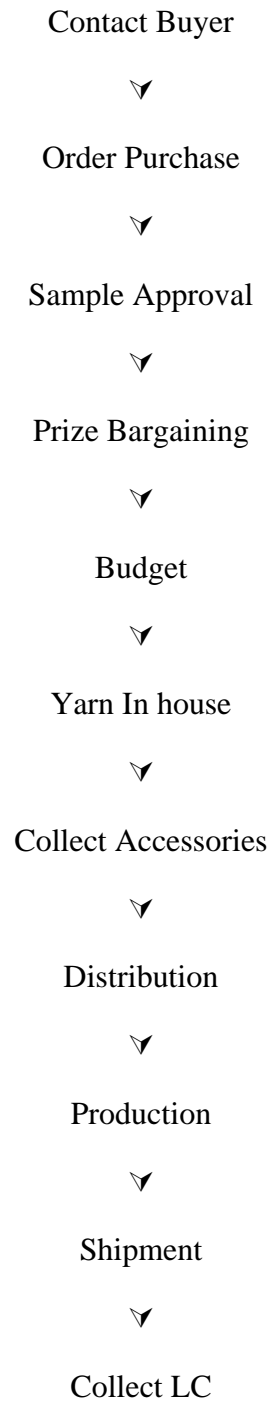 Contact Buyer
Order Purchase
Sample Approval
Prize Bargaining
Budget
Yarn In house
Collect Accessories
Distribution
Production
Shipment
Collect LC